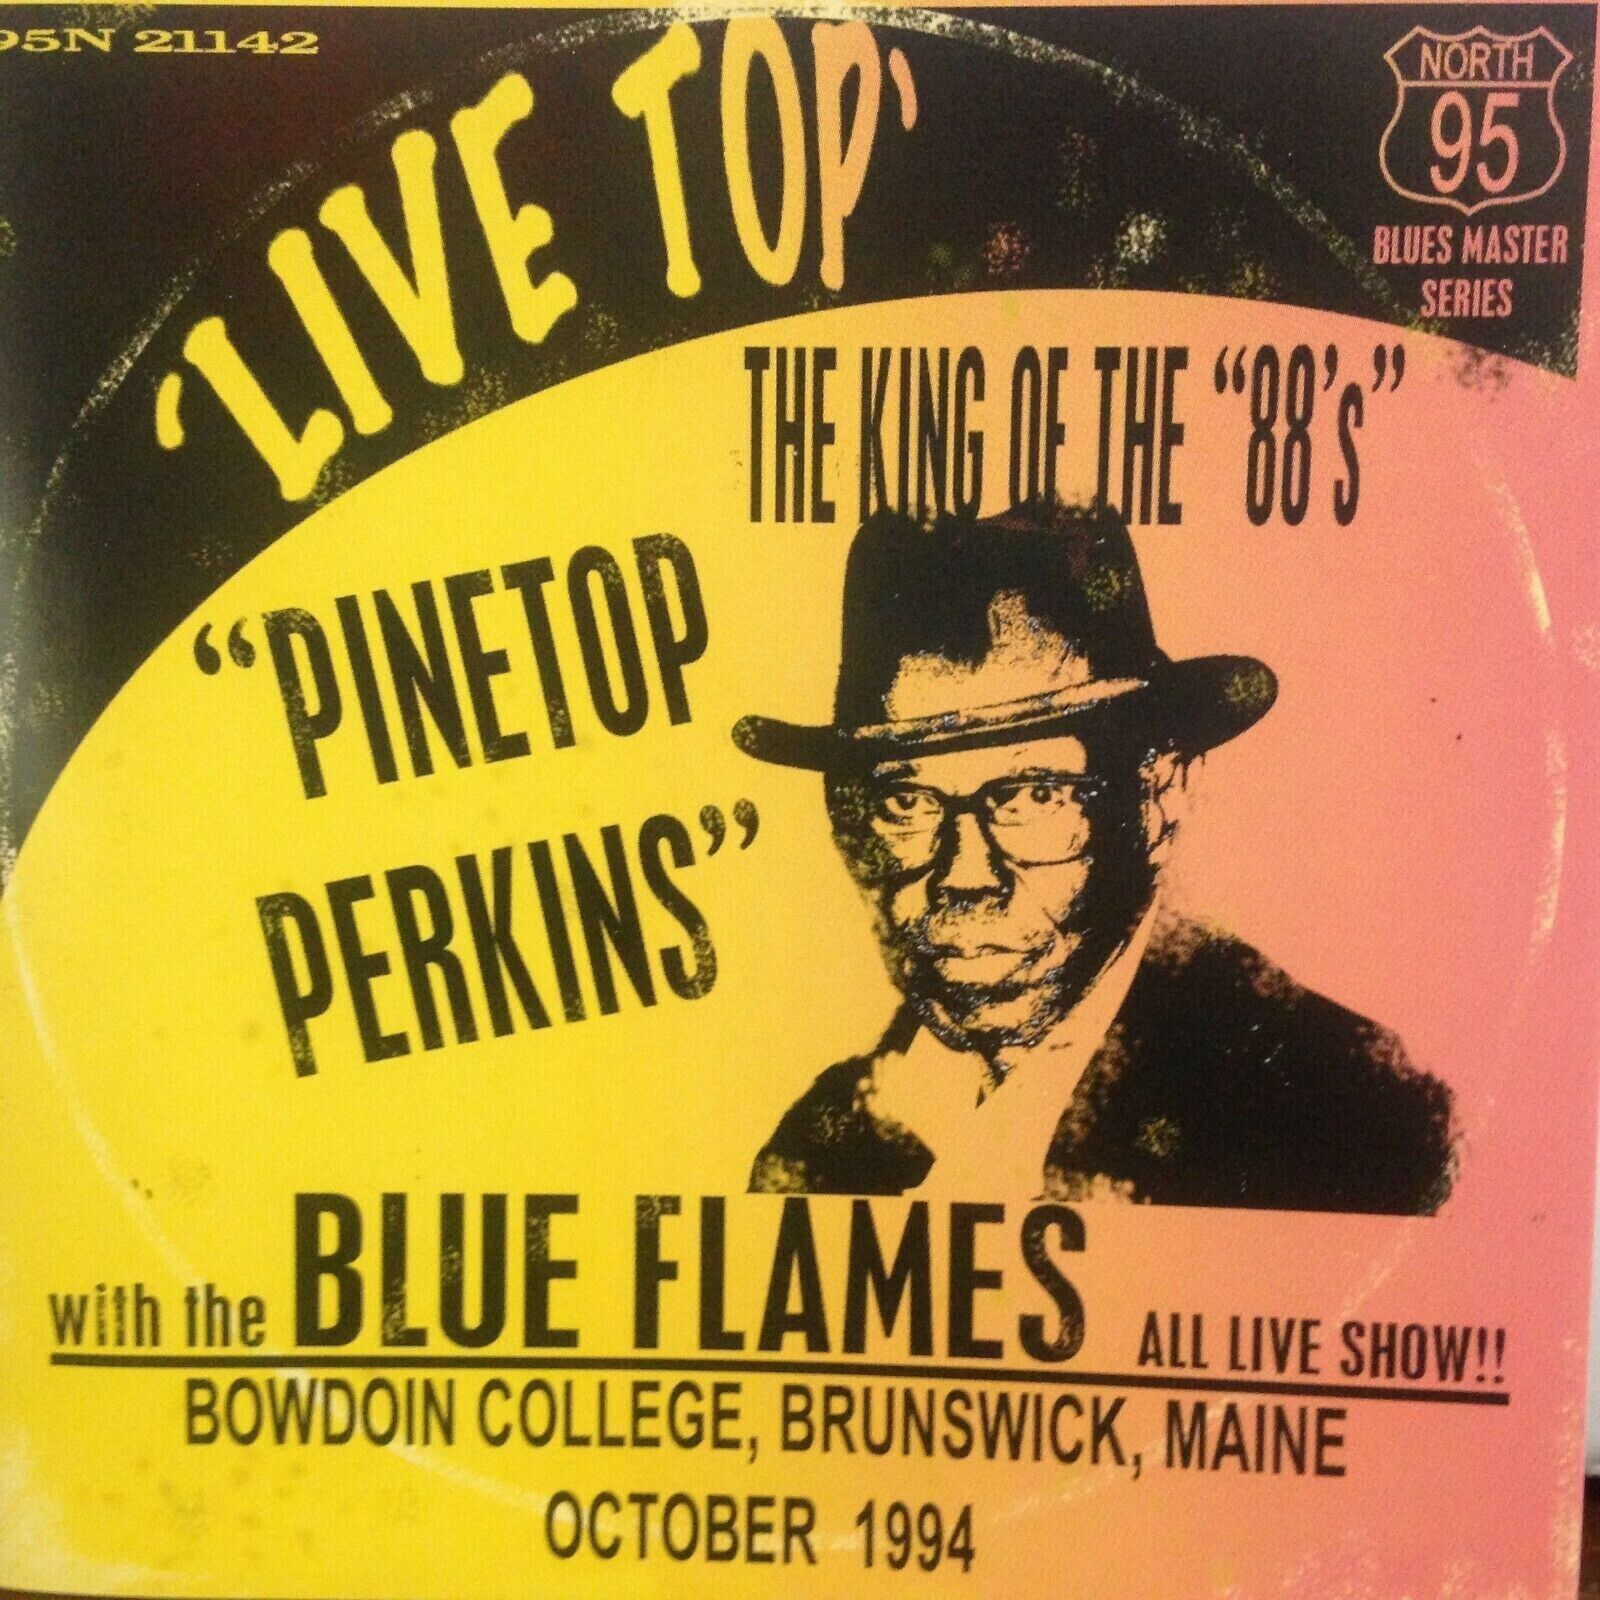 95N 21142
'LIVE TOP'
NORTH
95
BLUES MASTER
SERIES
THE KING OF THE "88's"
"PINETOP
PERKINS"
with the BLUE FLAMES ALL LIVE SHOW!!
BOWDOIN COLLEGE, BRUNSWICK, MAINE
OCTOBER 1994